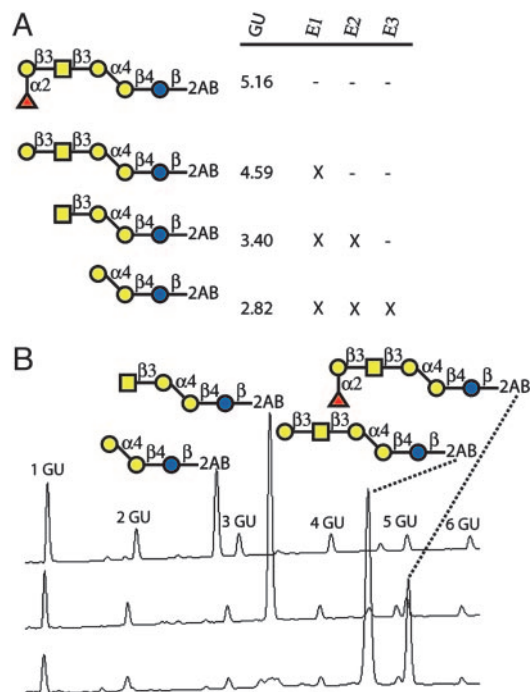 A
GU E1 E2 E3
β3 β3 α4 β4 β 2AB
α2
5.16 - - -
β3 β3 α4 β4 β 2AB
4.59 X - -
β3 α4 β4 β 2AB
3.40 X X -
α4 β4 β 2AB
2.82 X X X
B
β3 α4 β4 β 2AB
β3 β3 α4 β4 β 2AB
α2
α4 β4 β 2AB
β3 β3 α4 β4 β 2AB
1 GU 2 GU 3 GU 4 GU 5 GU 6 GU